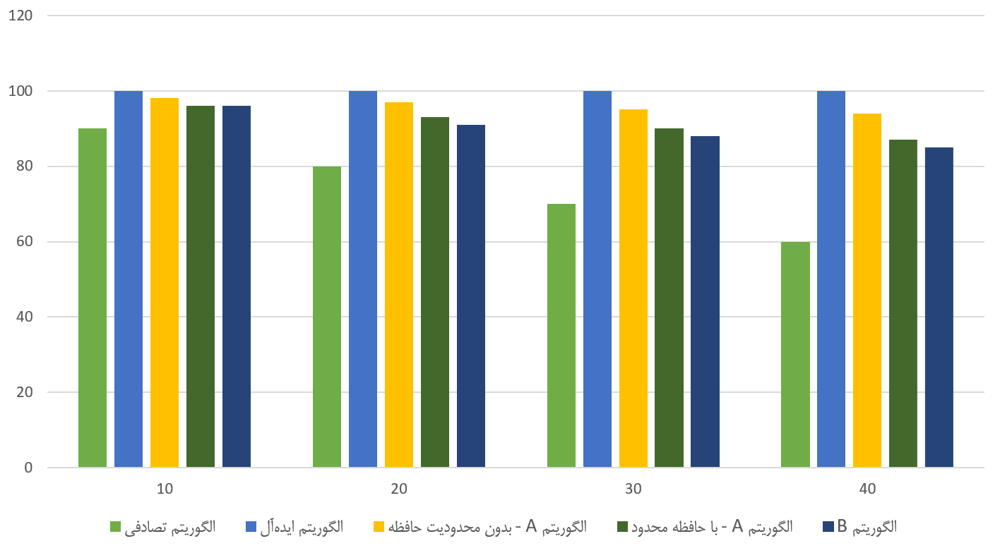 120
100
80
60
40
20
0
10 20 30 40
الگوریتم تصادفی
الگوریتم ایده‌آل
الگوریتم A - بدون محدودیت حافظه
الگوریتم A - با حافظه محدود
الگوریتم B